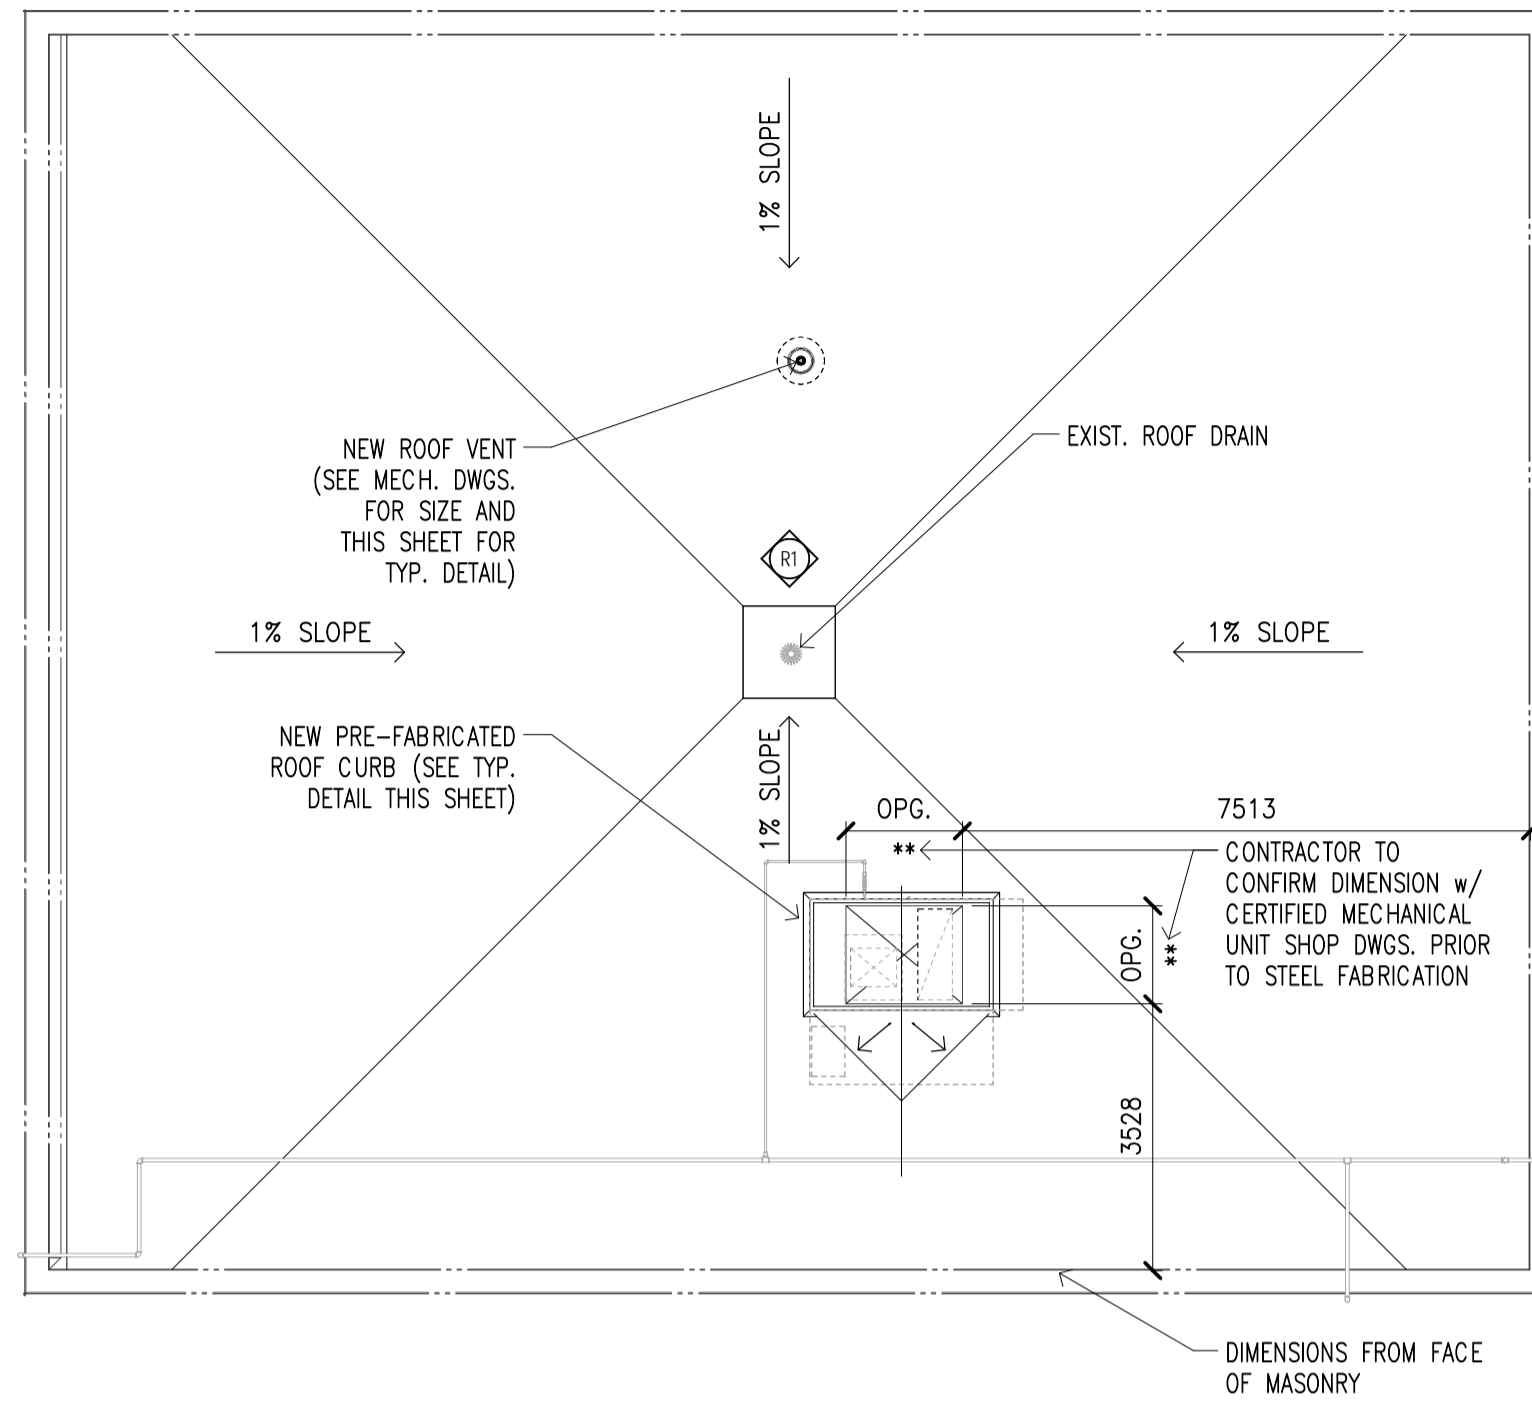 1% SLOPE
NEW ROOF VENT
(SEE MECH. DWGS.
FOR SIZE AND
THIS SHEET FOR
TYP. DETAIL)
EXIST. ROOF DRAIN
R1
1% SLOPE
1% SLOPE
NEW PRE-FABRICATED
ROOF CURB (SEE TYP.
DETAIL THIS SHEET)
1% SLOPE
OPG.
7513
**
CONTRACTOR TO
CONFIRM DIMENSION w/
CERTIFIED MECHANICAL
UNIT SHOP DWGS. PRIOR
TO STEEL FABRICATION
OPG.
**
3528
DIMENSIONS FROM FACE
OF MASONRY